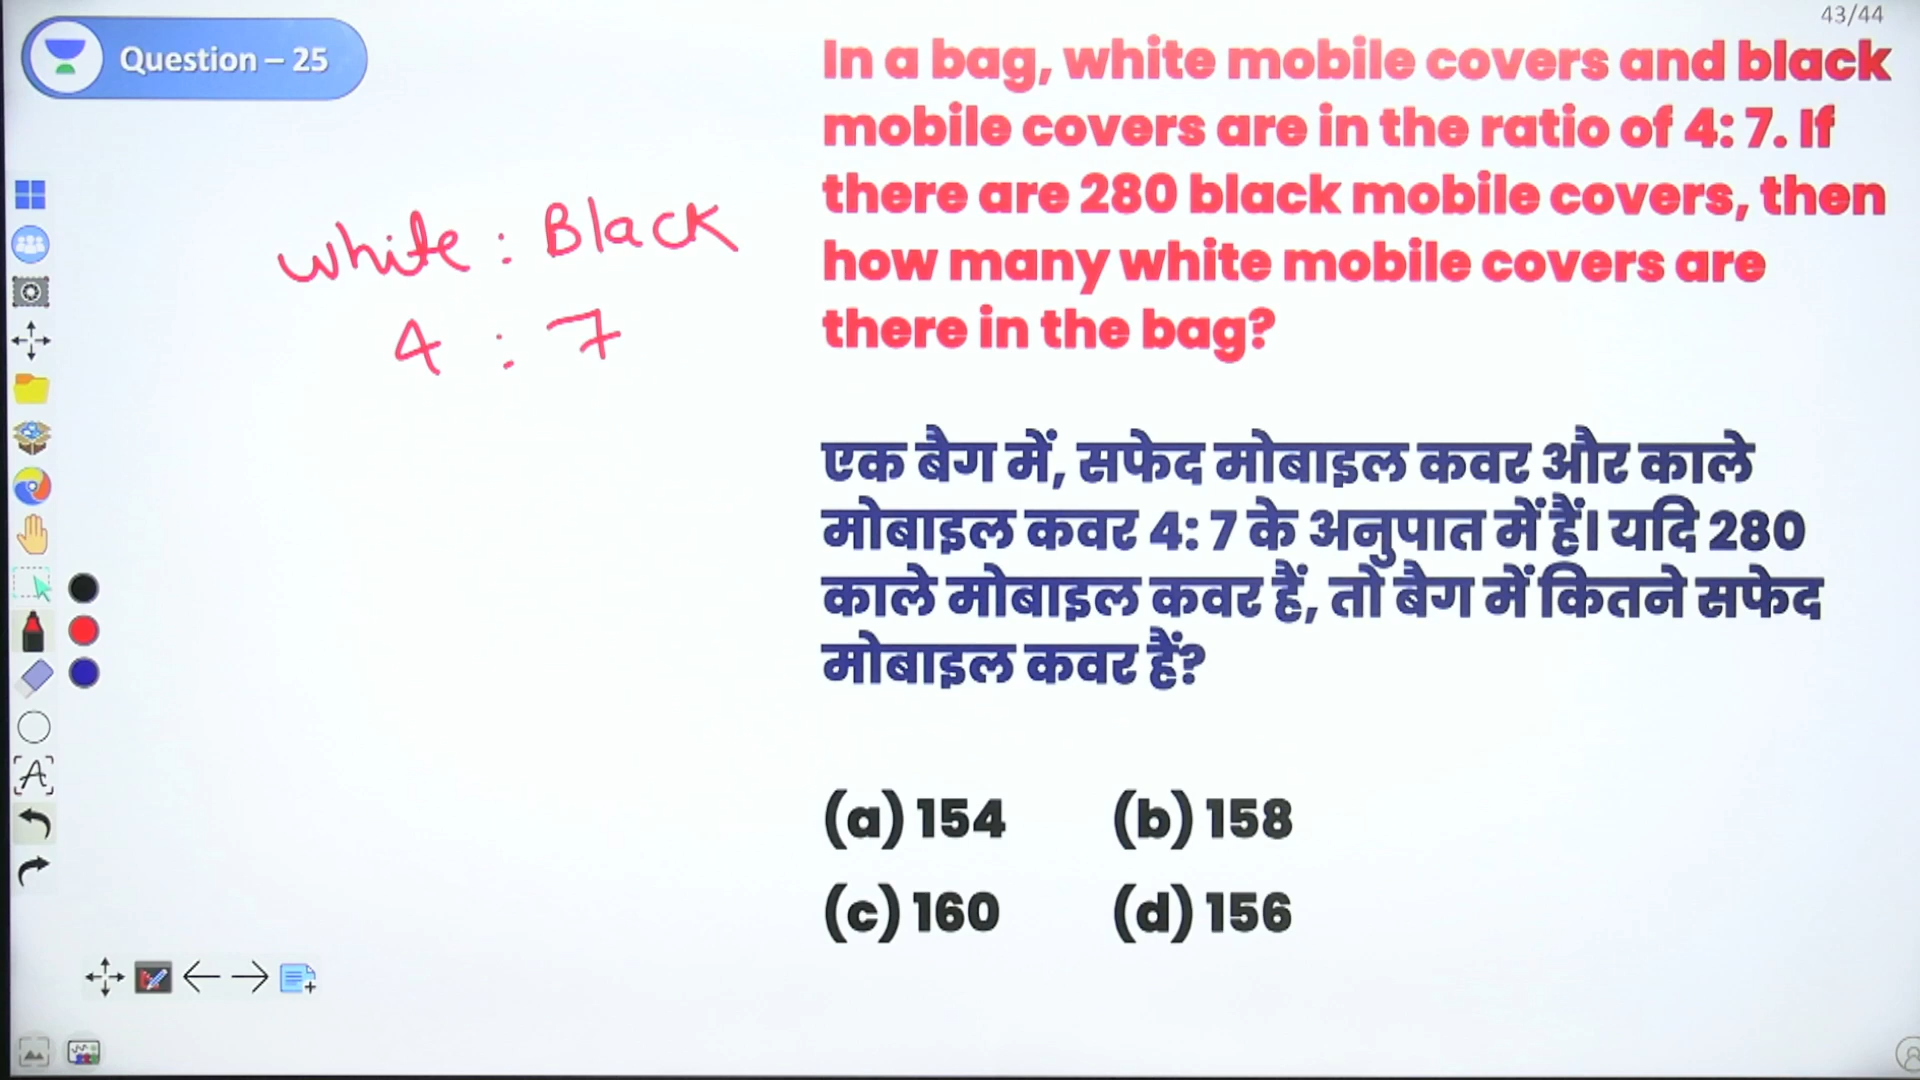 43/44
Question – 25
In a bag, white mobile covers and black
mobile covers are in the ratio of 4: 7. If
there are 280 black mobile covers, then
how many white mobile covers are
there in the bag?
white : Black
4 : 7
एक बैग में, सफेद मोबाइल कवर और काले
मोबाइल कवर 4: 7 के अनुपात में हैं। यदि 280
काले मोबाइल कवर हैं, तो बैग में कितने सफेद
मोबाइल कवर हैं?
(a) 154 (b) 158
(c) 160 (d) 156